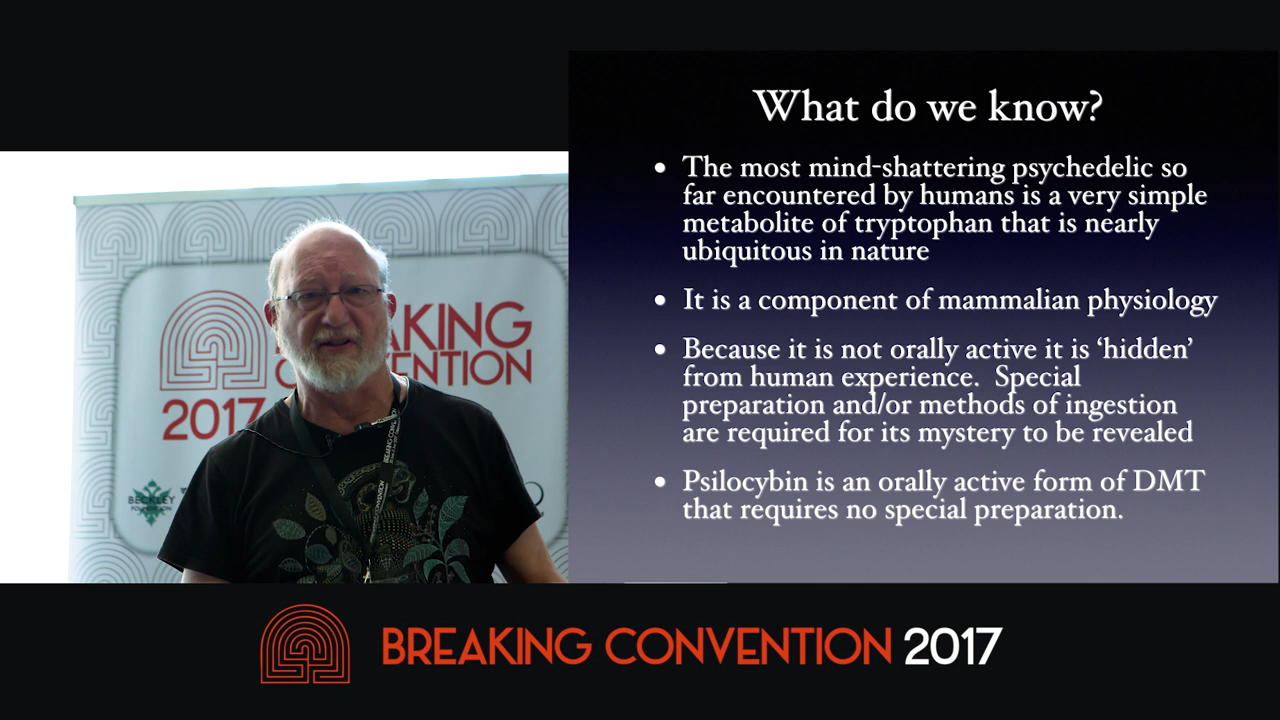 What do we know?
• The most mind-shattering psychedelic so
far encountered by humans is a very simple
metabolite of tryptophan that is nearly
ubiquitous in nature
• It is a component of mammalian physiology
• Because it is not orally active it is ‘hidden’
from human experience.  Special
preparation and/or methods of ingestion
are required for its mystery to be revealed
• Psilocybin is an orally active form of DMT
that requires no special preparation.
AKING
ENTION
2017
BECKLEY
BREAKING CONVENTION 2017